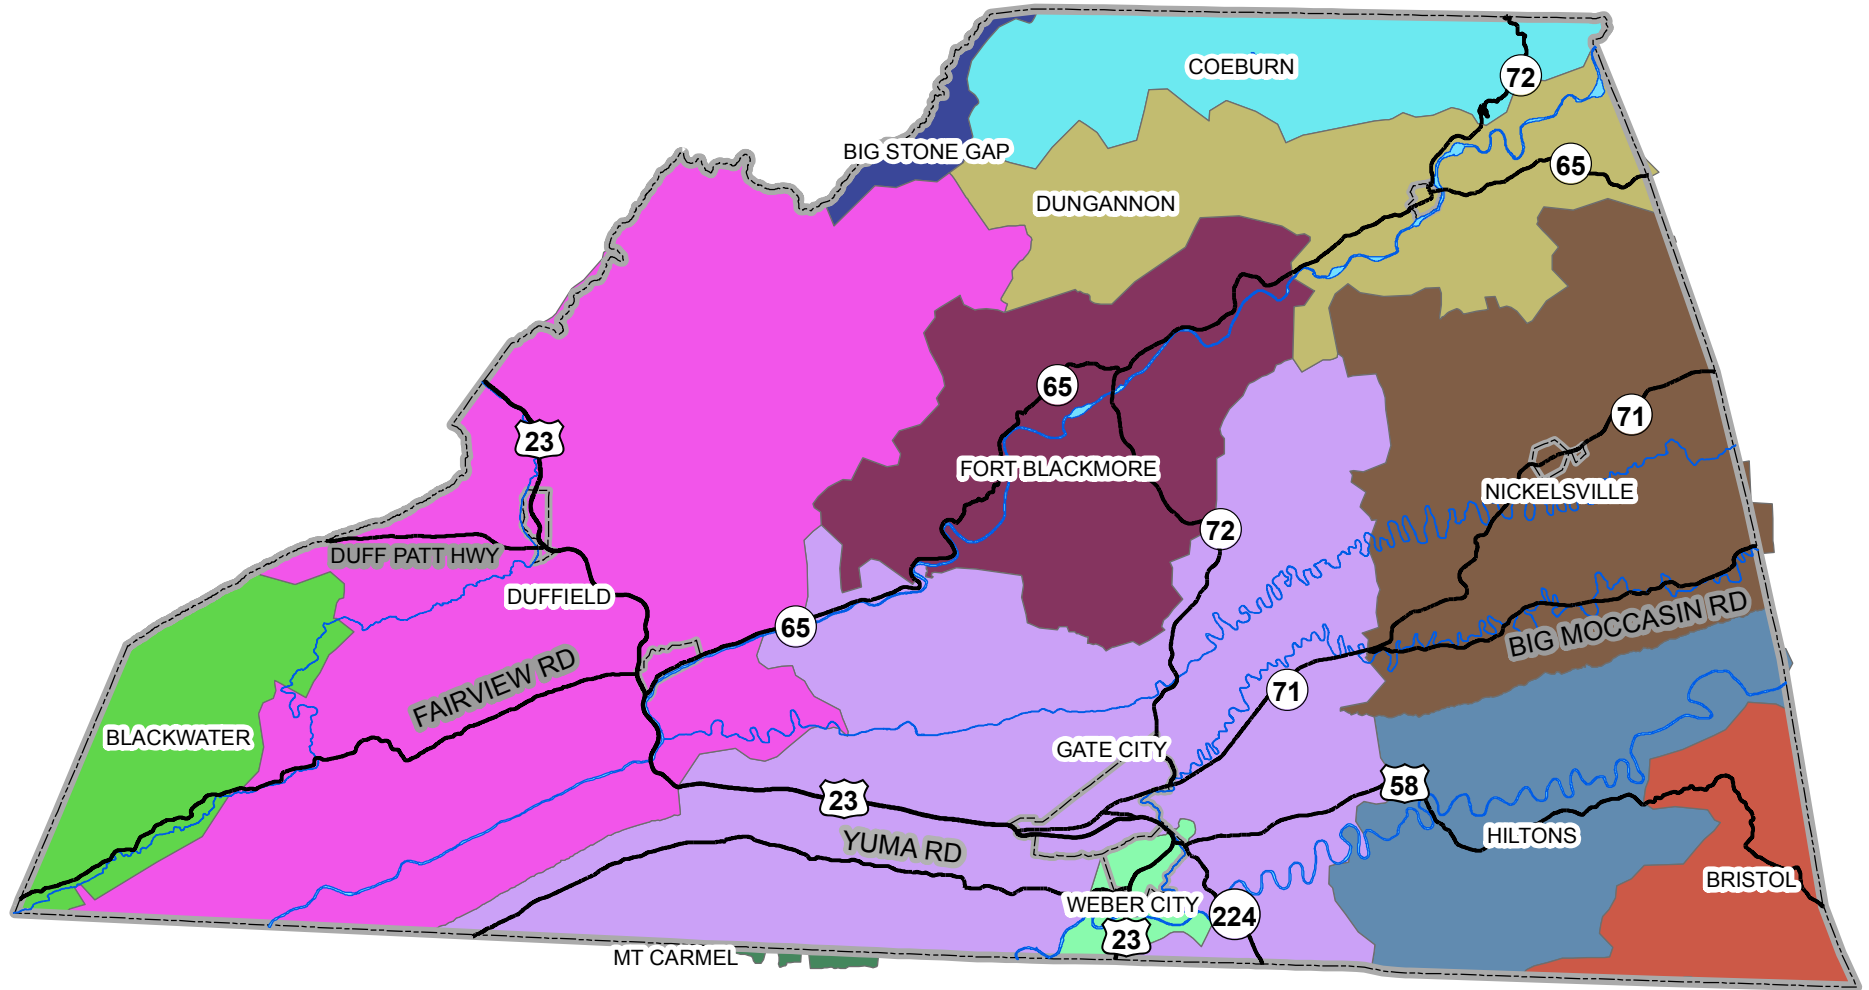 COEBURN
72
BIG STONE GAP
65
DUNGANNON
65
71
23
FORT BLACKMORE
NICKELSVILLE
72
DUFF PATT HWY
DUFFIELD
65
BIG MOCCASIN RD
FAIRVIEW RD
71
BLACKWATER
GATE CITY
58
23
HILTONS
YUMA RD
BRISTOL
WEBER CITY
224
23
MT CARMEL